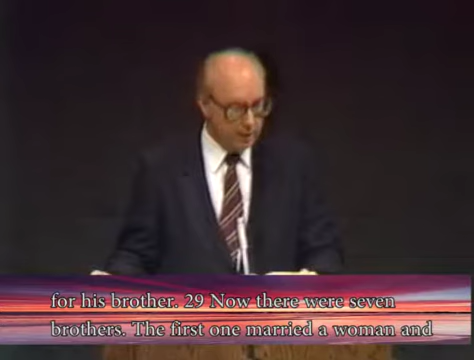 for his brother. 29 Now there were seven
brothers. The first one married a woman and